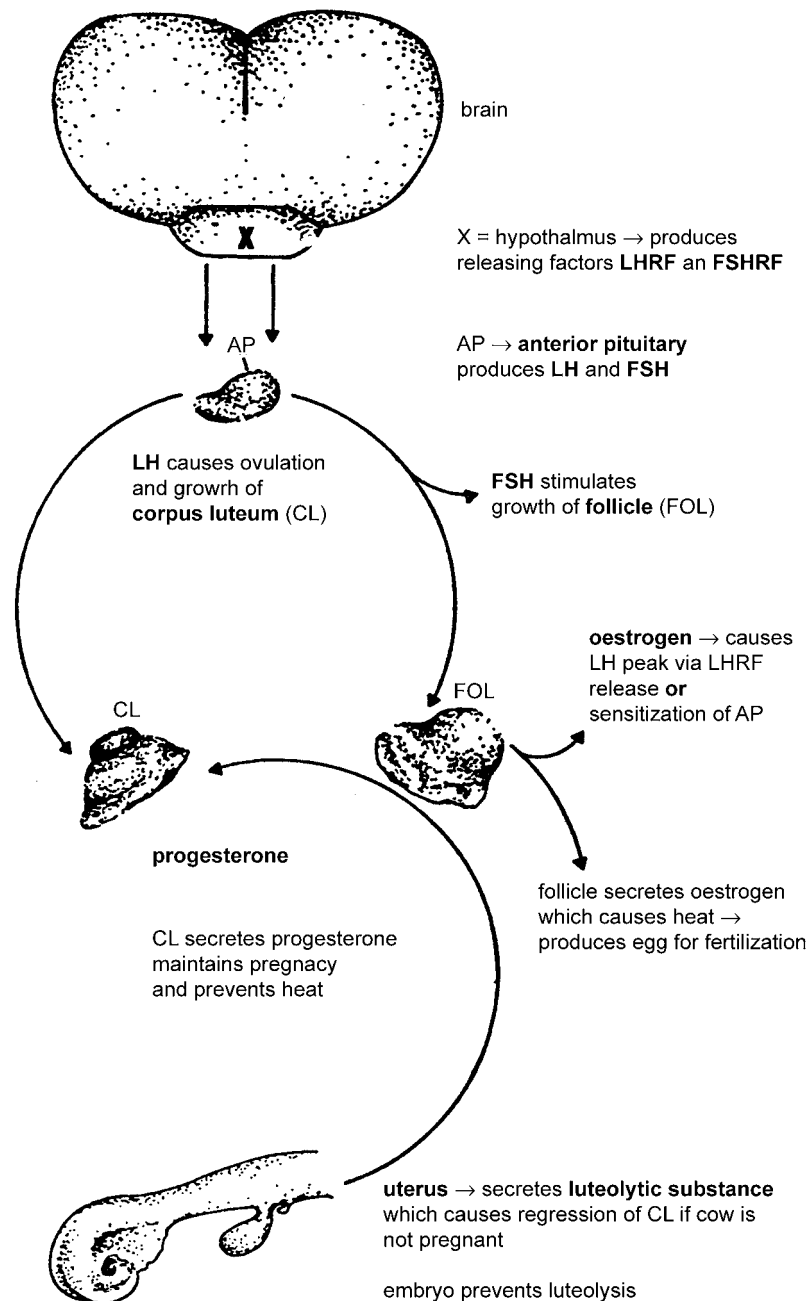 brain
X
X = hypothalmus → produces
releasing factors LHRF an FSHRF
AP
AP → anterior pituitary
produces LH and FSH
LH causes ovulation
and growrh of
corpus luteum (CL)
FSH stimulates
growth of follicle (FOL)
oestrogen → causes
LH peak via LHRF
release or
sensitization of AP
CL
FOL
progesterone
follicle secretes oestrogen
which causes heat →
produces egg for fertilization
CL secretes progesterone
maintains pregnacy
and prevents heat
uterus → secretes luteolytic substance
which causes regression of CL if cow is
not pregnant
embryo prevents luteolysis